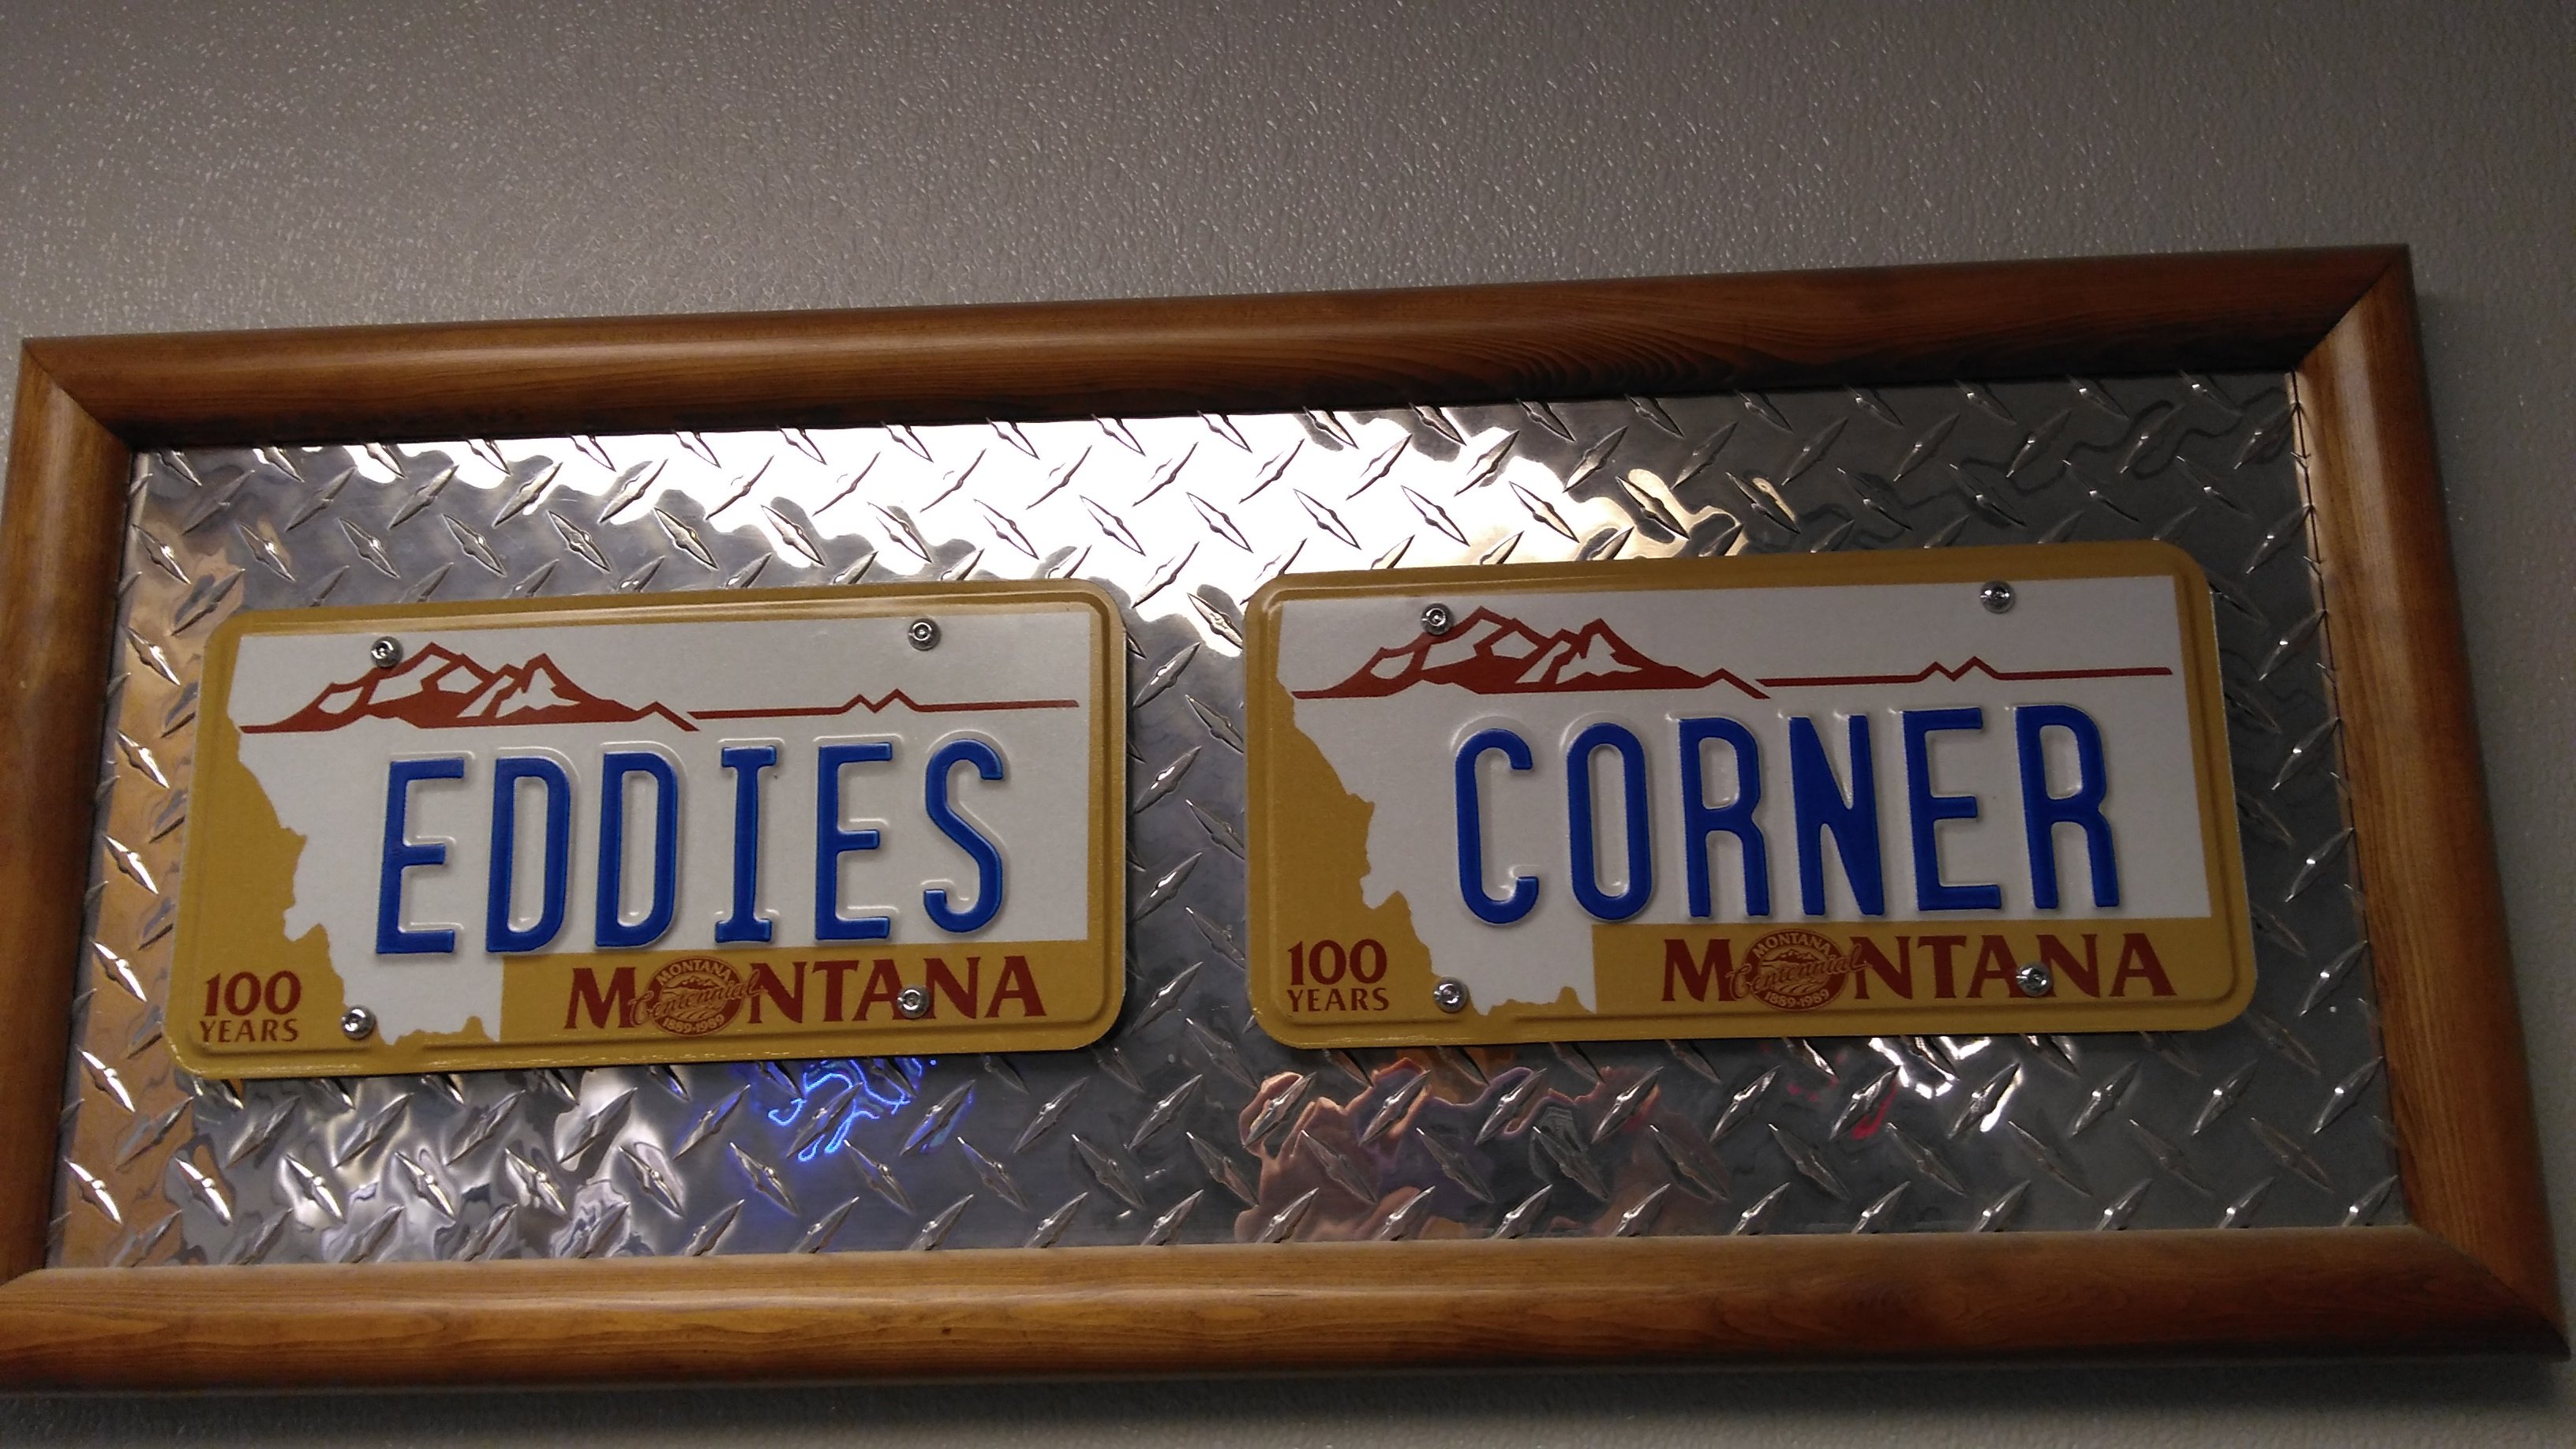 EDDIES
100
YEARS
MONTANA
MONTANA
Centennial
1889-1989
CORNER
100
YEARS
MONTANA
MONTANA
Centennial
1889-1989